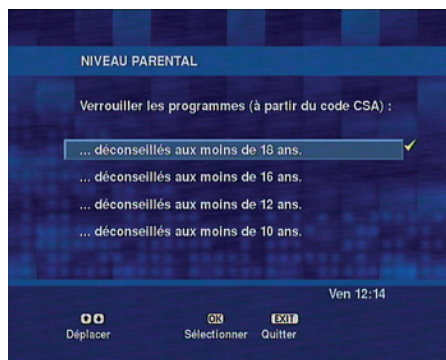 NIVEAU PARENTAL
Verrouiller les programmes (à partir du code CSA) :
... déconseillés aux moins de 18 ans.
... déconseillés aux moins de 16 ans.
... déconseillés aux moins de 12 ans.
... déconseillés aux moins de 10 ans.
Ven 12:14
OK EXIT
Déplacer Sélectionner Quitter